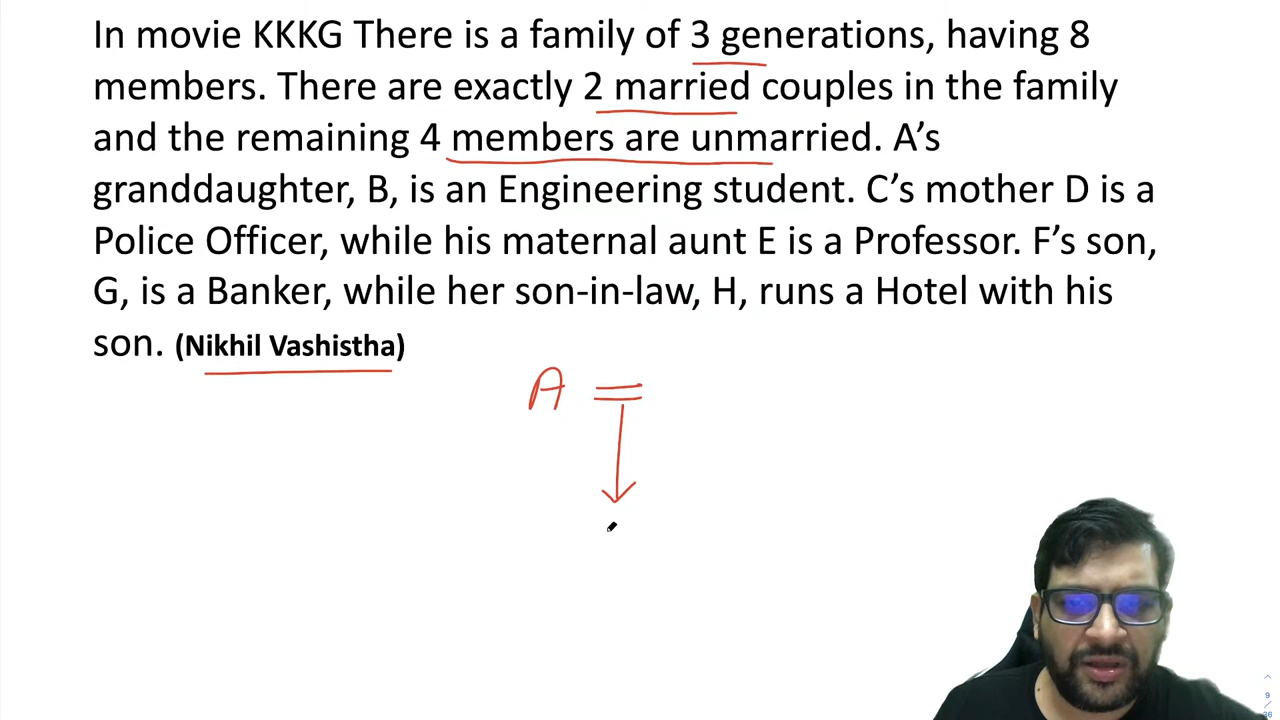 In movie KKKG There is a family of 3 generations, having 8
members. There are exactly 2 married couples in the family
and the remaining 4 members are unmarried. A’s
granddaughter, B, is an Engineering student. C’s mother D is a
Police Officer, while his maternal aunt E is a Professor. F’s son,
G, is a Banker, while her son-in-law, H, runs a Hotel with his
son. (Nikhil Vashistha)
A =
9
/
36